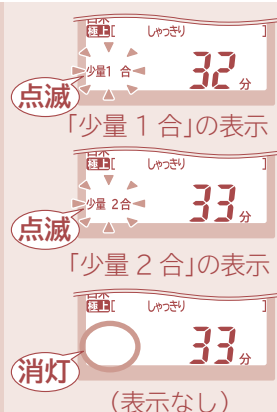 極上[ しゃっきり ]
少量1 合
32分
点滅
「少量 1 合」の表示
極上[ しゃっきり ]
少量 2合
33分
点滅
「少量 2 合」の表示
極上[ しゃっきり ]
33分
消灯
(表示なし)